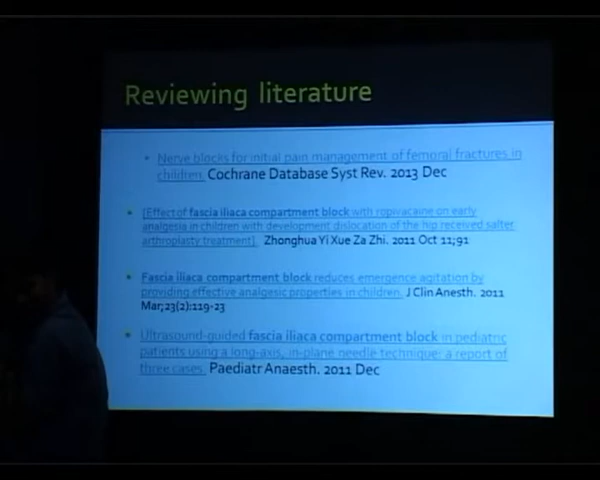 Reviewing literature
Nerve blocks for initial pain management of femoral fractures in
children. Cochrane Database Syst Rev. 2013 Dec
[Effect of fascia iliaca compartment block with ropivacaine on early
analgesia in children with development dislocation of the hip received salter
arthroplasty treatment]. Zhonghua Yi Xue Za Zhi. 2011 Oct 11;91
Fascia iliaca compartment block reduces emergence agitation by
providing effective analgesic properties in children. J Clin Anesth. 2011
Mar;23(2):119-23
Ultrasound-guided fascia iliaca compartment block in pediatric
patients using a long-axis, in-plane needle technique: a report of
three cases. Paediatr Anaesth. 2011 Dec